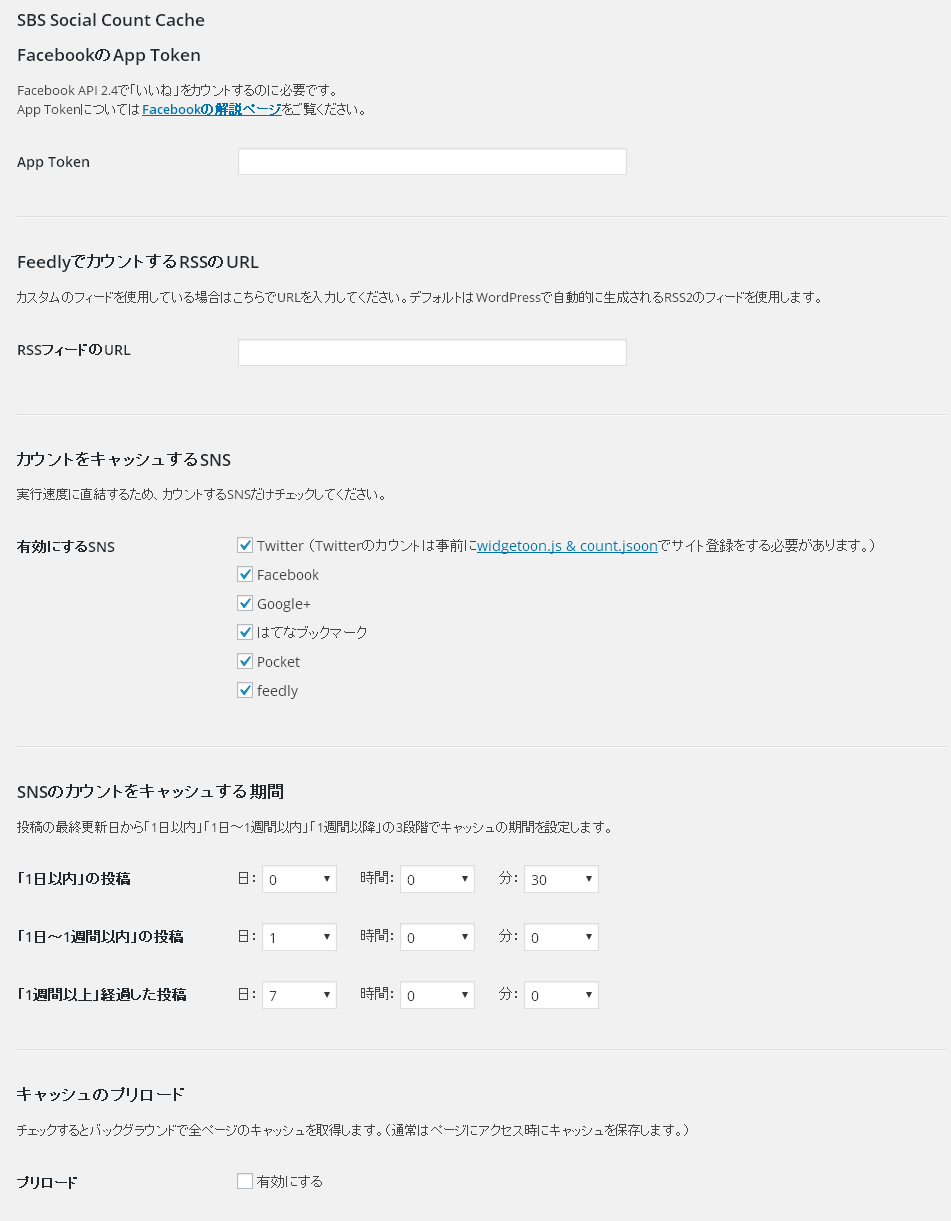 SBS Social Count Cache
FacebookのApp Token
Facebook API 2.4で「いいね」をカウントするのに必要です。
App TokenについてはFacebookの解説ページをご覧ください。
App Token
FeedlyでカウントするRSSのURL
カスタムのフィードを使用している場合はこちらでURLを入力してください。デフォルトはWordPressで自動的に生成されるRSS2のフィードを使用します。
RSSフィードのURL
カウントをキャッシュするSNS
実行速度に直結するため、カウントするSNSだけチェックしてください。
有効にするSNS
Twitter（Twitterのカウントは事前にwidgetoon.js & count.jsoonでサイト登録をする必要があります。）
Facebook
Google+
はてなブックマーク
Pocket
feedly
SNSのカウントをキャッシュする期間
投稿の最終更新日から「1日以内」「1日～1週間以内」「1週間以降」の3段階でキャッシュの期間を設定します。
「1日以内」の投稿 日: 0 時間: 0 分: 30
「1日～1週間以内」の投稿 日: 1 時間: 0 分: 0
「1週間以上」経過した投稿 日: 7 時間: 0 分: 0
キャッシュのプリロード
チェックするとバックグラウンドで全ページのキャッシュを取得します。（通常はページにアクセス時にキャッシュを保存します。）
プリロード 有効にする